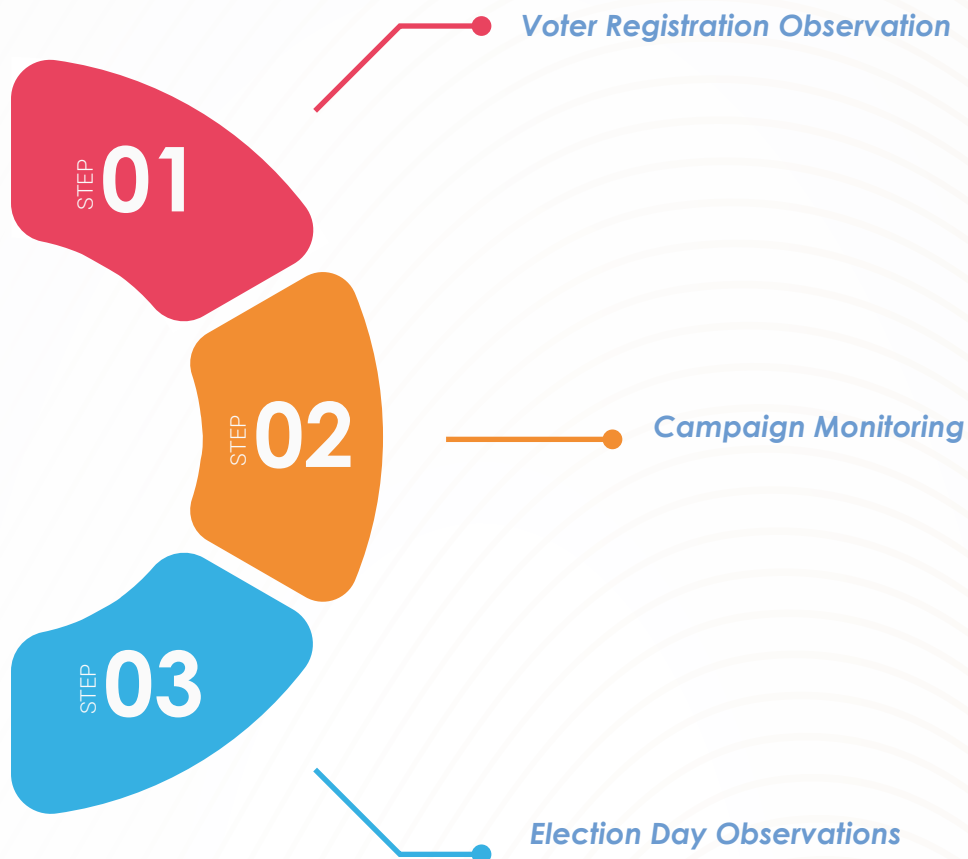 Voter Registration Observation
STEP 01
STEP 02
Campaign Monitoring
STEP 03
Election Day Observations